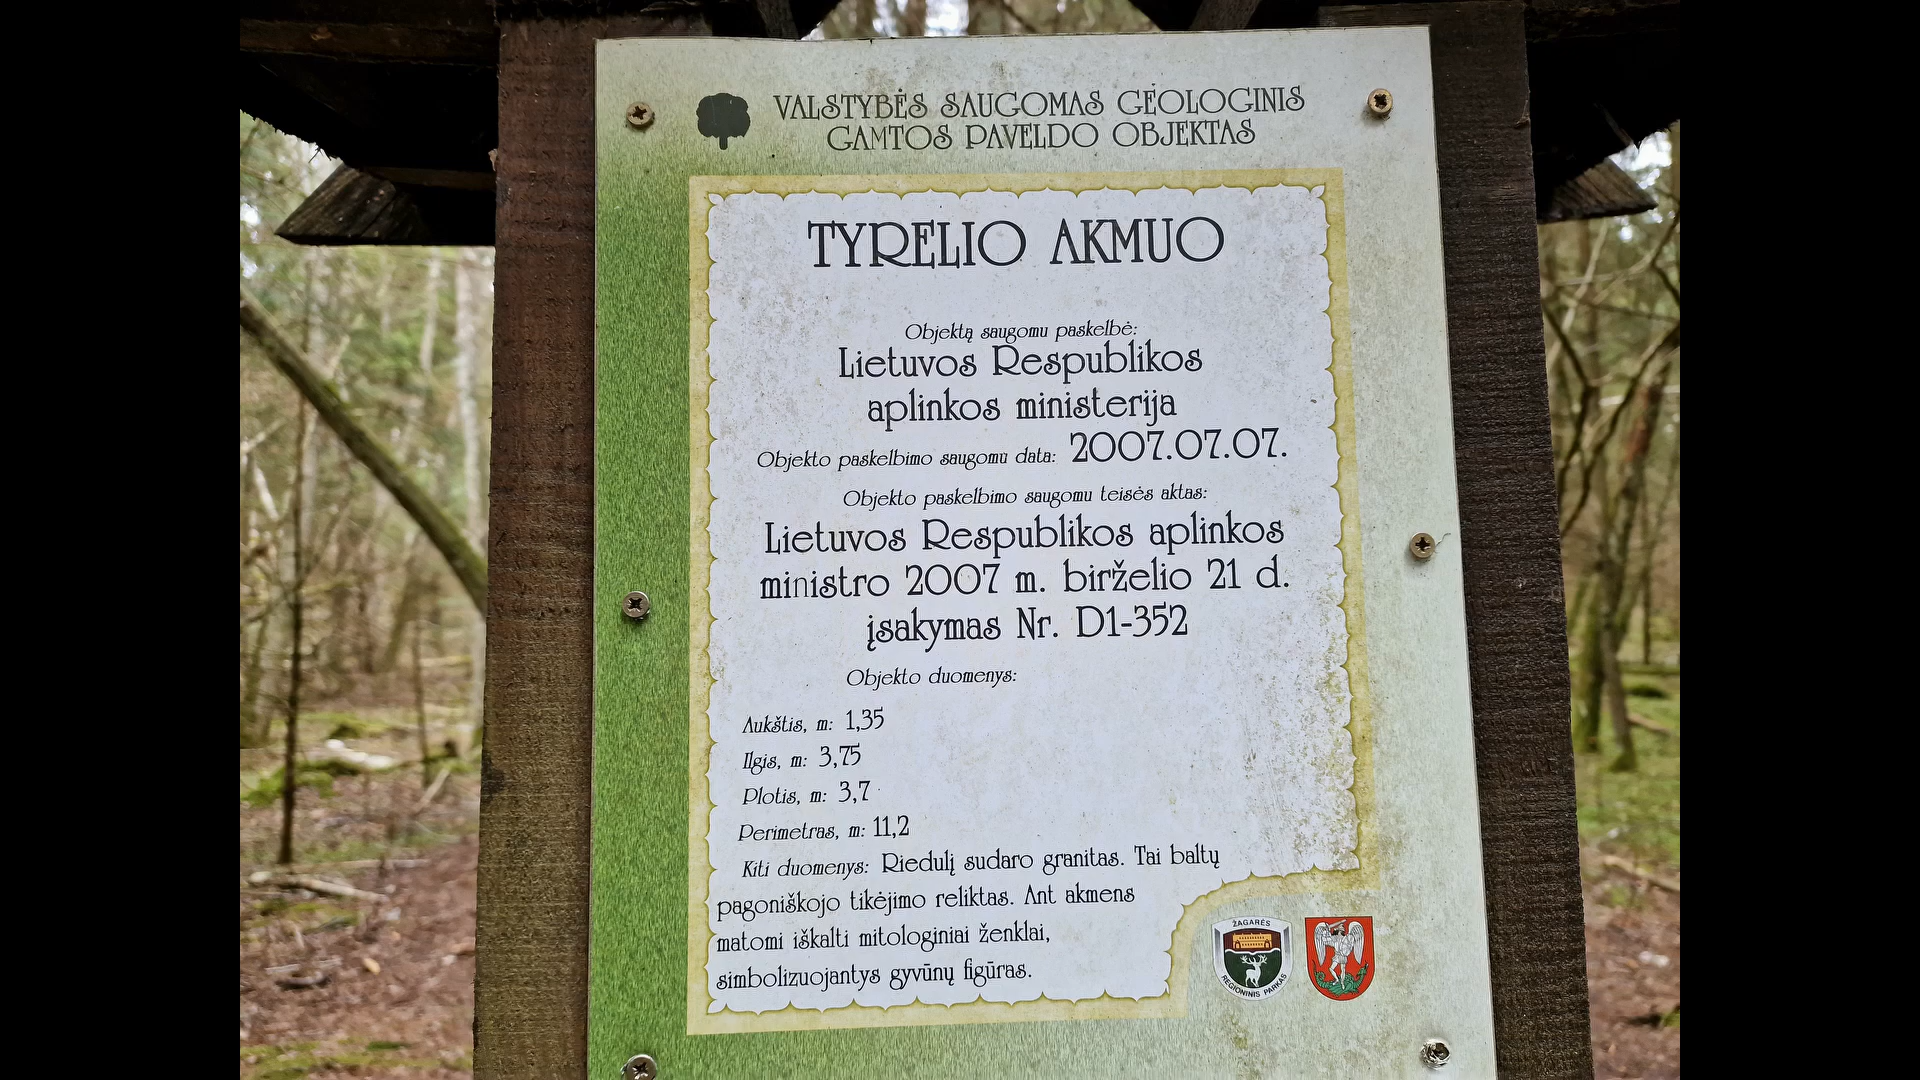 VALSTYBĖS SAUGOMAS GEOLOGINIS
GAMTOS PAVELDO OBJEKTAS
TYRELIO AKMUO
Objektą saugomu paskelbė:
Lietuvos Respublikos
aplinkos ministerija
Objekto paskelbimo saugomu data: 2007.07.07.
Objekto paskelbimo saugomu teisės aktas:
Lietuvos Respublikos aplinkos
ministro 2007 m. birželio 21 d.
įsakymas Nr. D1-352
Objekto duomenys:
Aukštis, m: 1,35
Ilgis, m: 3,75
Plotis, m: 3,7
Perimetras, m: 11,2
Kiti duomenys: Riedulį sudaro granitas. Tai baltų
pagoniškojo tikėjimo reliktas. Ant akmens
matomi iškalti mitologiniai ženklai,
simbolizuojantys gyvūnų figūras.
ŽAGARĖS
REGIONINIS PARKAS